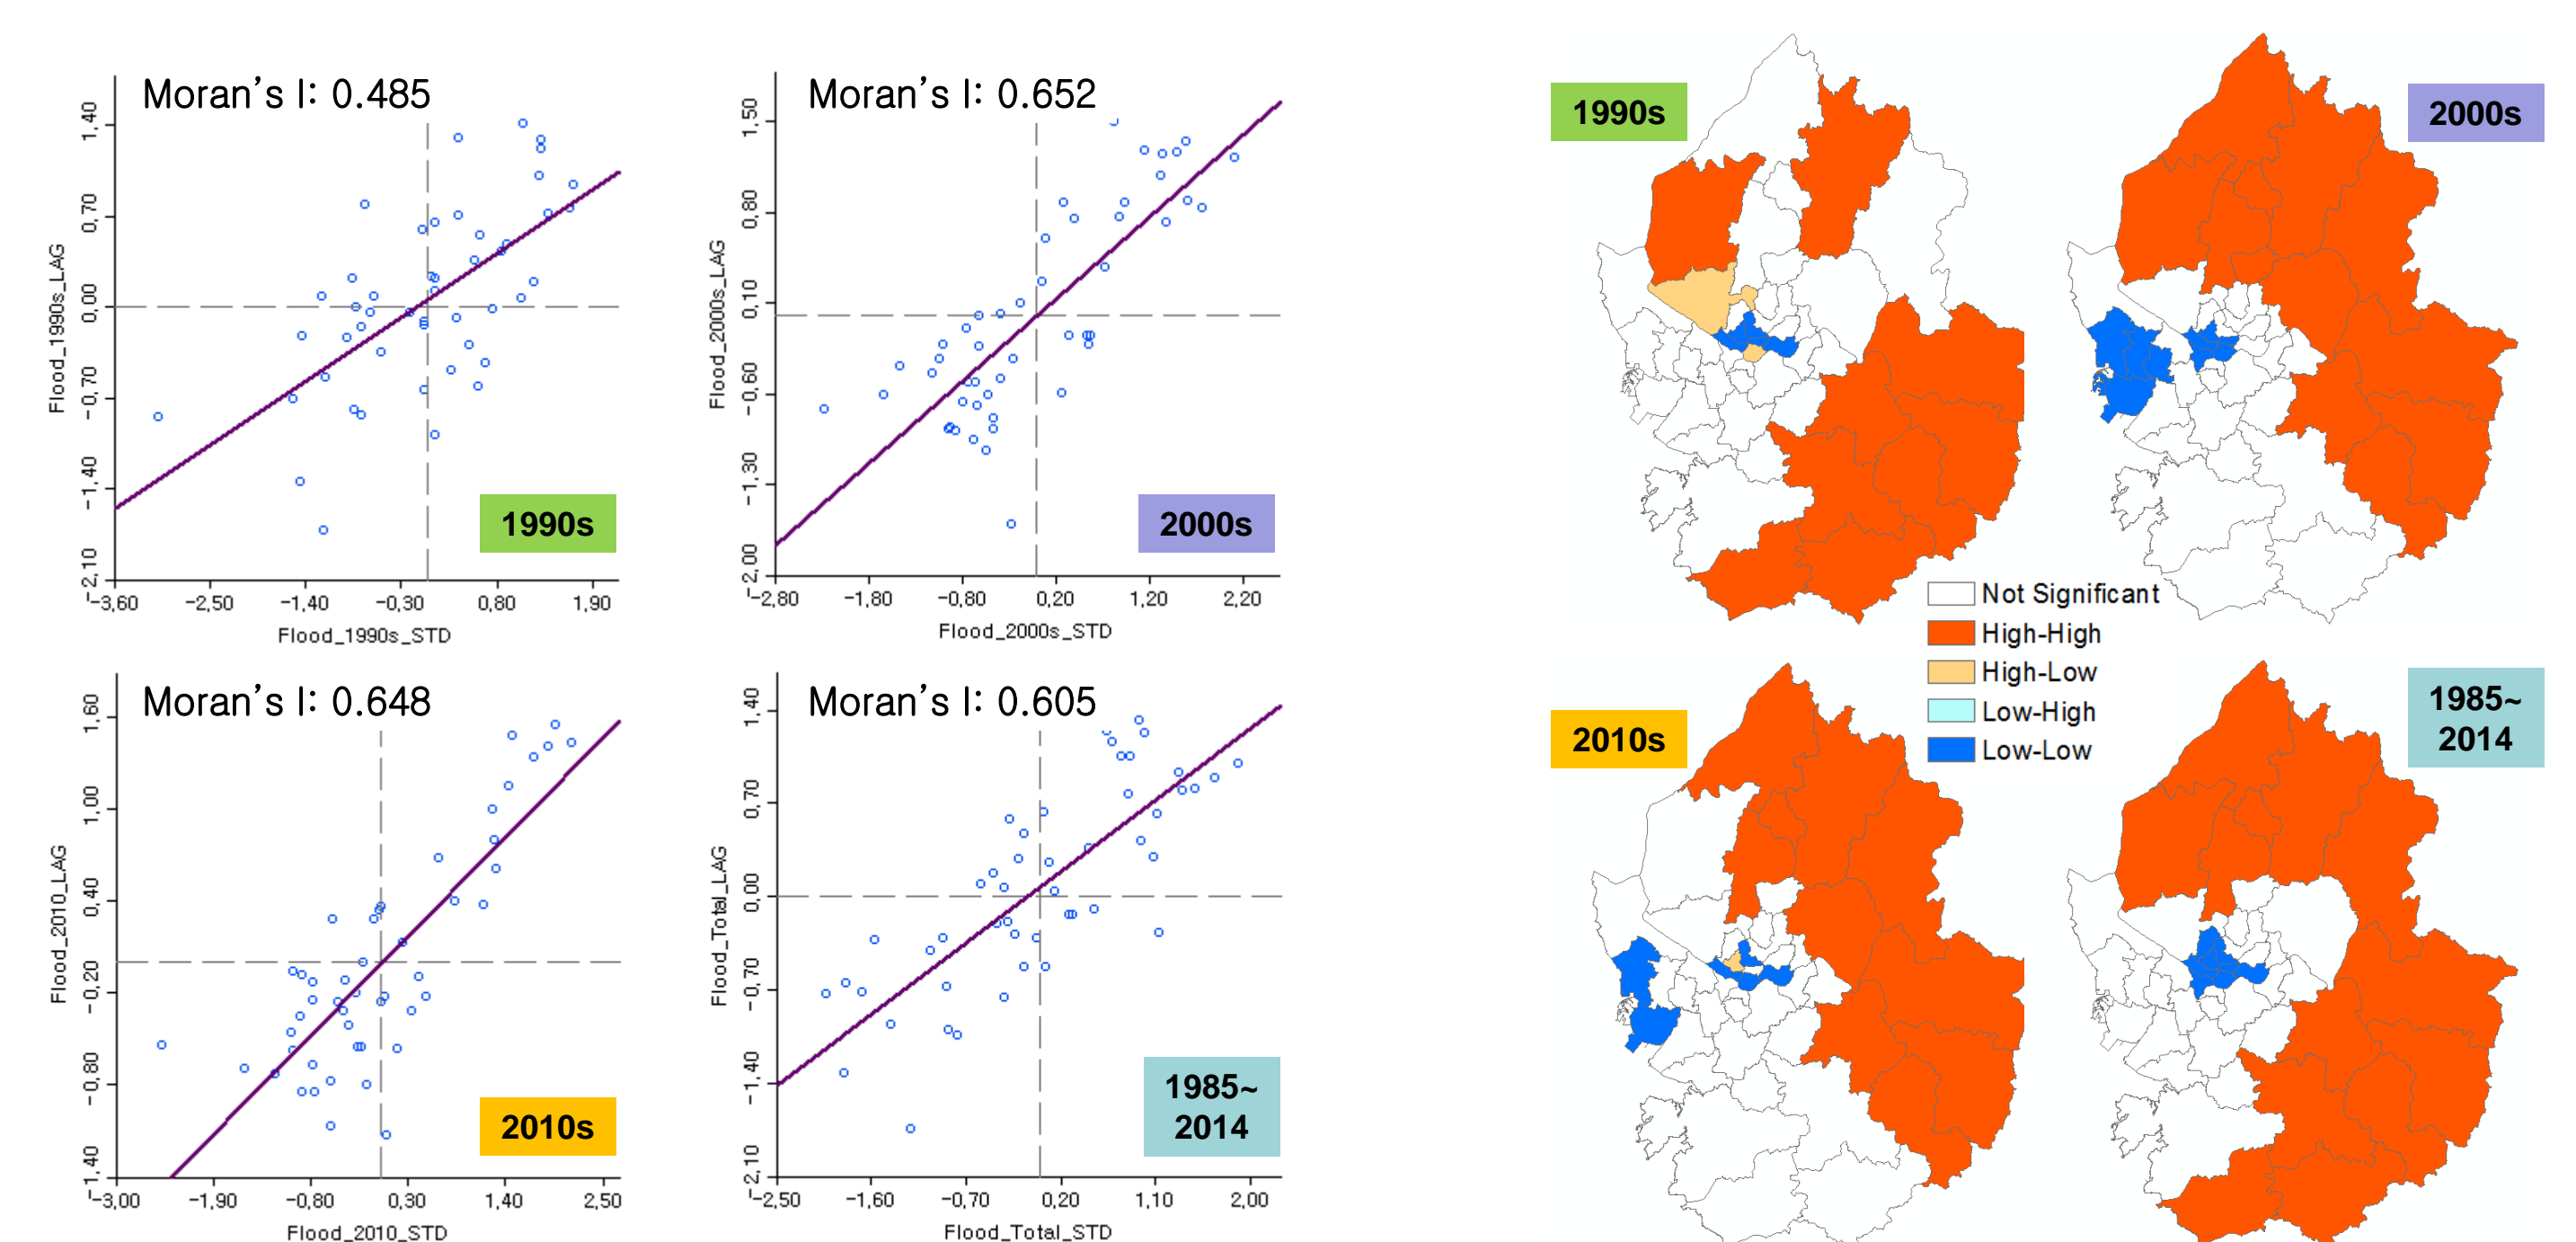 Moran's I: 0.485
1,40
0,70
0,00
-0,70
-1,40
-2,10
Flood_1990s_LAG
-3,60
-2,50
-1,40
-0,30
0,80
1,90
Flood_1990s_STD
1990s
Moran's I: 0.652
1,50
0,80
0,10
-0,60
-1,30
-2,00
Flood_2000s_LAG
-2,80
-1,80
-0,80
0,20
1,20
2,20
Flood_2000s_STD
2000s
Moran's I: 0.648
1,60
1,00
0,40
-0,20
-0,80
-1,40
Flood_2010_LAG
-3,00
-1,90
-0,80
0,30
1,40
2,50
Flood_2010_STD
2010s
Moran's I: 0.605
1,40
0,70
0,00
-0,70
-1,40
-2,10
Flood_Total_LAG
-2,50
-1,60
-0,70
0,20
1,10
2,00
Flood_Total_STD
1985~
2014
1990s
2000s
Not Significant
High-High
High-Low
Low-High
Low-Low
2010s
1985~
2014